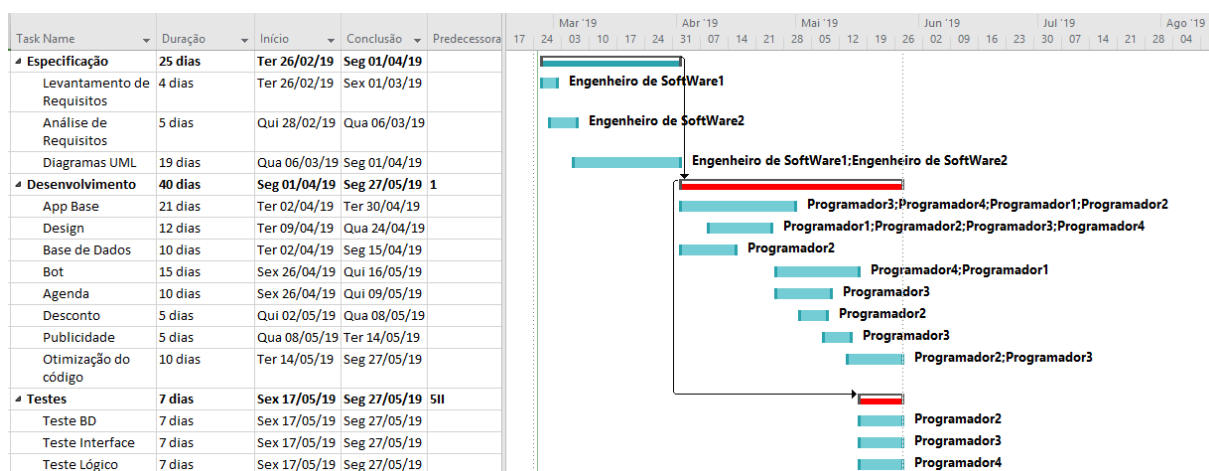 Mar '19 Abr '19 Mai '19 Jun '19 Jul '19 Ago '19
Task Name Duração Início Conclusão Predecessora 17 24 03 10 17 24 31 07 14 21 28 05 12 19 26 02 09 16 23 30 07 14 21 28 04
Especificação 25 dias Ter 26/02/19 Seg 01/04/19
Levantamento de 4 dias Ter 26/02/19 Sex 01/03/19 Engenheiro de SoftWare1
Requisitos
Análise de 5 dias Qui 28/02/19 Qua 06/03/19 Engenheiro de SoftWare2
Requisitos
Diagramas UML 19 dias Qua 06/03/19 Seg 01/04/19 Engenheiro de SoftWare1;Engenheiro de SoftWare2
Desenvolvimento 40 dias Seg 01/04/19 Seg 27/05/19 1
App Base 21 dias Ter 02/04/19 Ter 30/04/19 Programador3;Programador4;Programador1;Programador2
Design 12 dias Ter 09/04/19 Qua 24/04/19 Programador1;Programador2;Programador3;Programador4
Base de Dados 10 dias Ter 02/04/19 Seg 15/04/19 Programador2
Bot 15 dias Sex 26/04/19 Qui 16/05/19 Programador4;Programador1
Agenda 10 dias Sex 26/04/19 Qui 09/05/19 Programador3
Desconto 5 dias Qui 02/05/19 Qua 08/05/19 Programador2
Publicidade 5 dias Qua 08/05/19 Ter 14/05/19 Programador3
Otimização do 10 dias Ter 14/05/19 Seg 27/05/19 Programador2;Programador3
código
Testes 7 dias Sex 17/05/19 Seg 27/05/19 5II
Teste BD 7 dias Sex 17/05/19 Seg 27/05/19 Programador2
Teste Interface 7 dias Sex 17/05/19 Seg 27/05/19 Programador3
Teste Lógico 7 dias Sex 17/05/19 Seg 27/05/19 Programador4